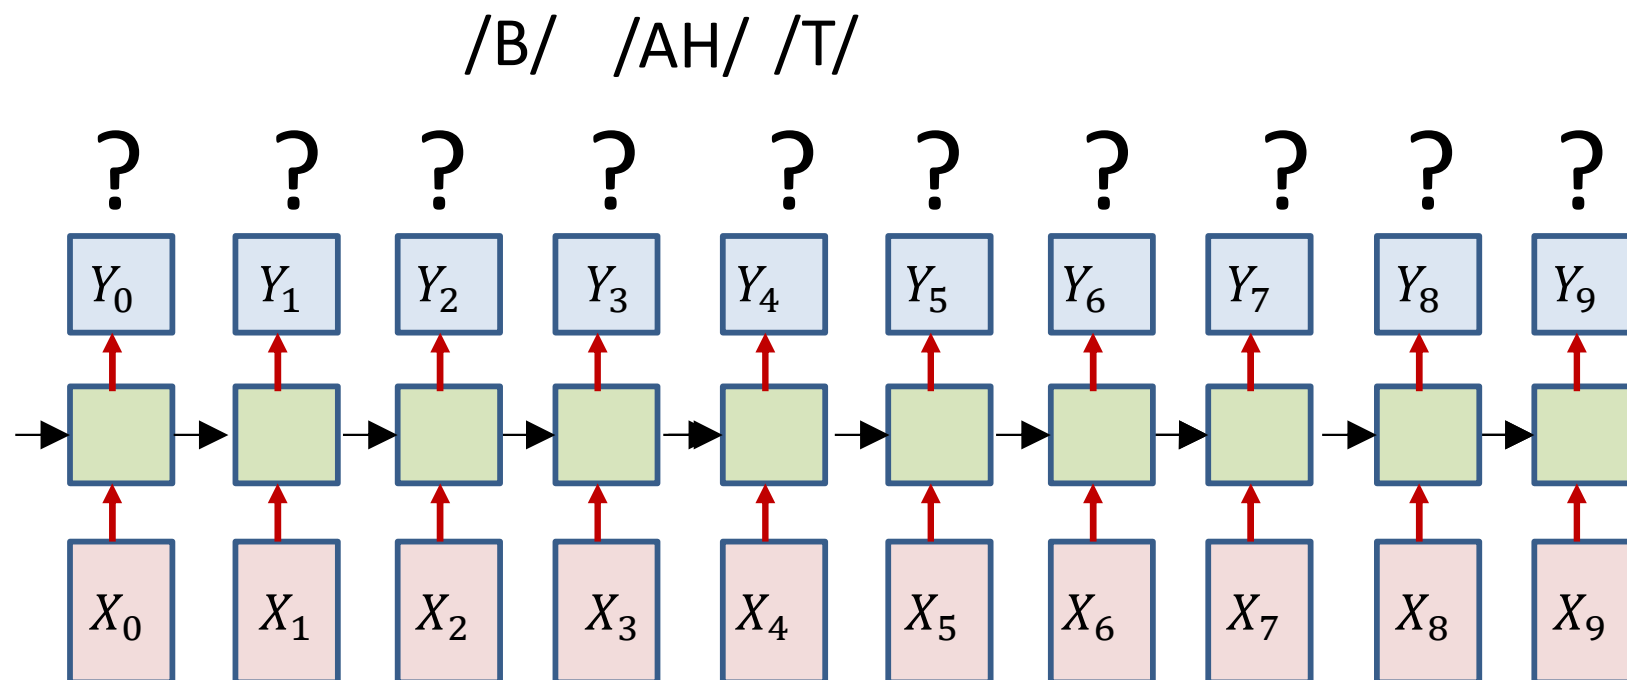 /B/ /AH/ /T/
? ? ? ? ? ? ? ? ? ?
Y₀ Y₁ Y₂ Y₃ Y₄ Y₅ Y₆ Y₇ Y₈ Y₉
X₀ X₁ X₂ X₃ X₄ X₅ X₆ X₇ X₈ X₉